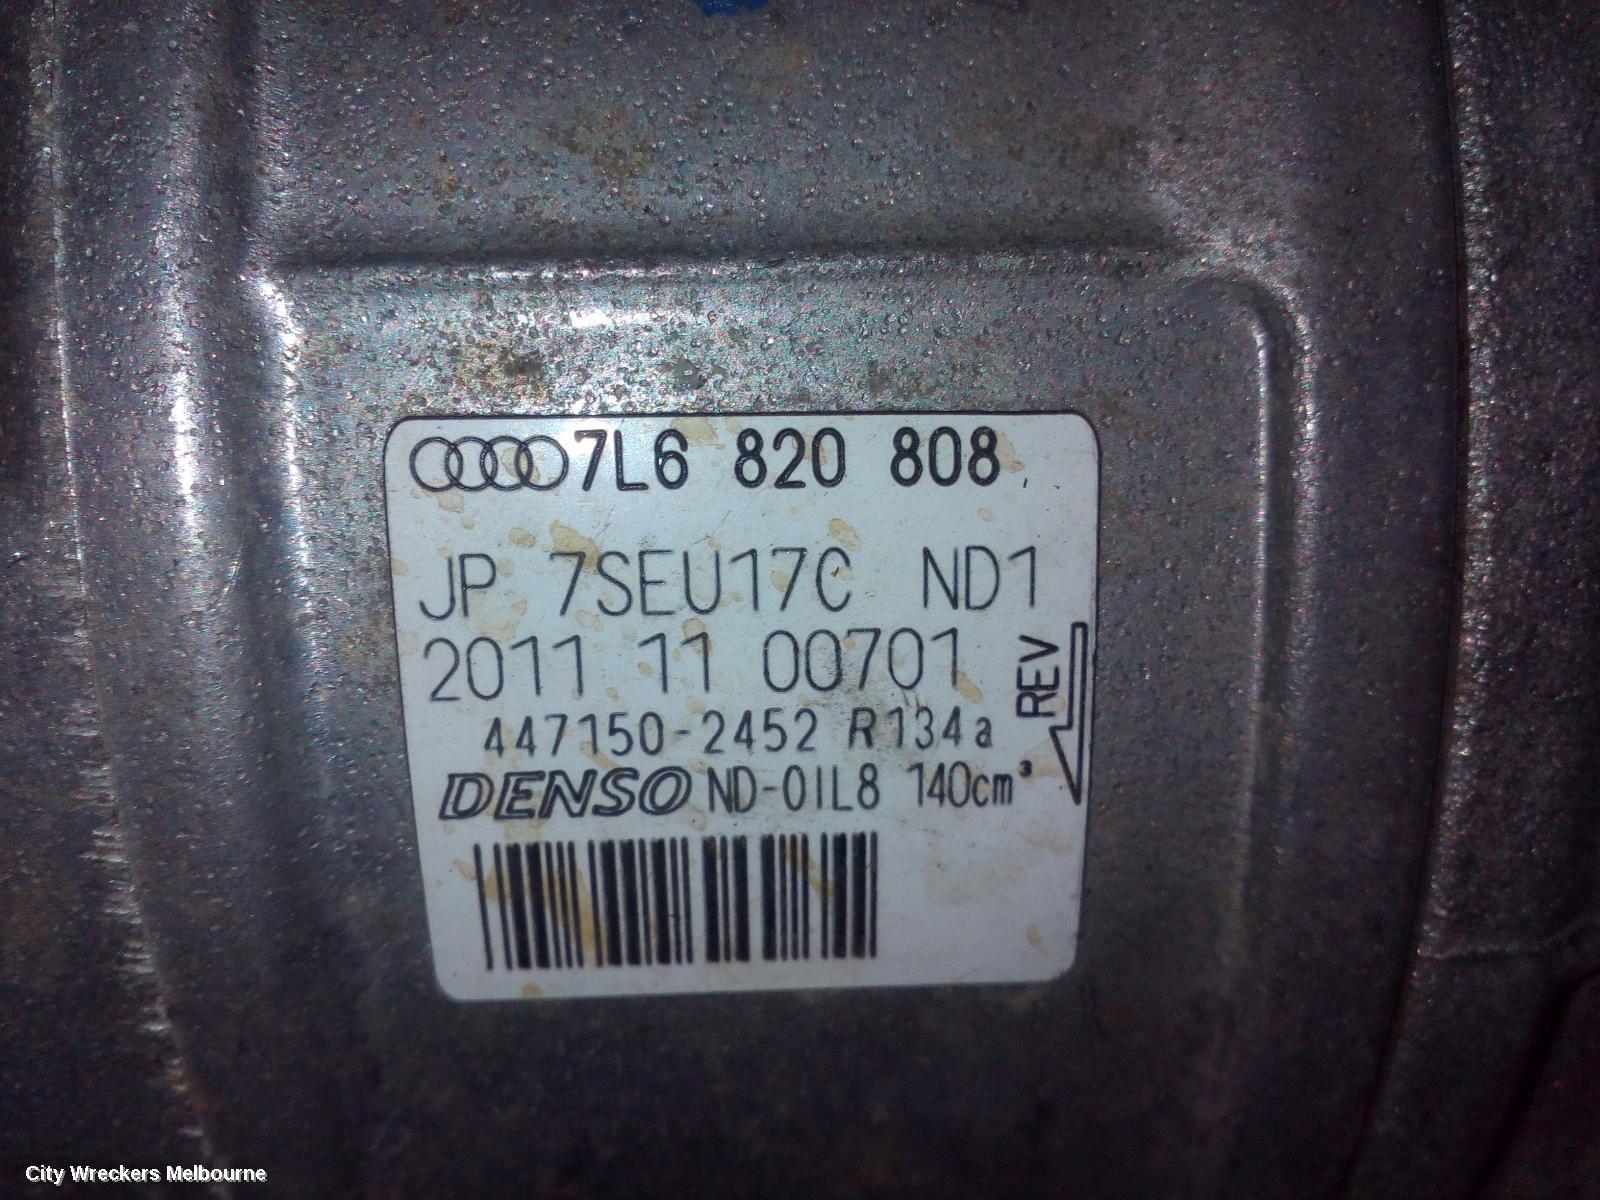 7L6 820 808
JP 7SEU17C ND1
2011 11 00701
REV
447150-2452 R134a
DENSO ND-OIL8 140cm³
City Wreckers Melbourne